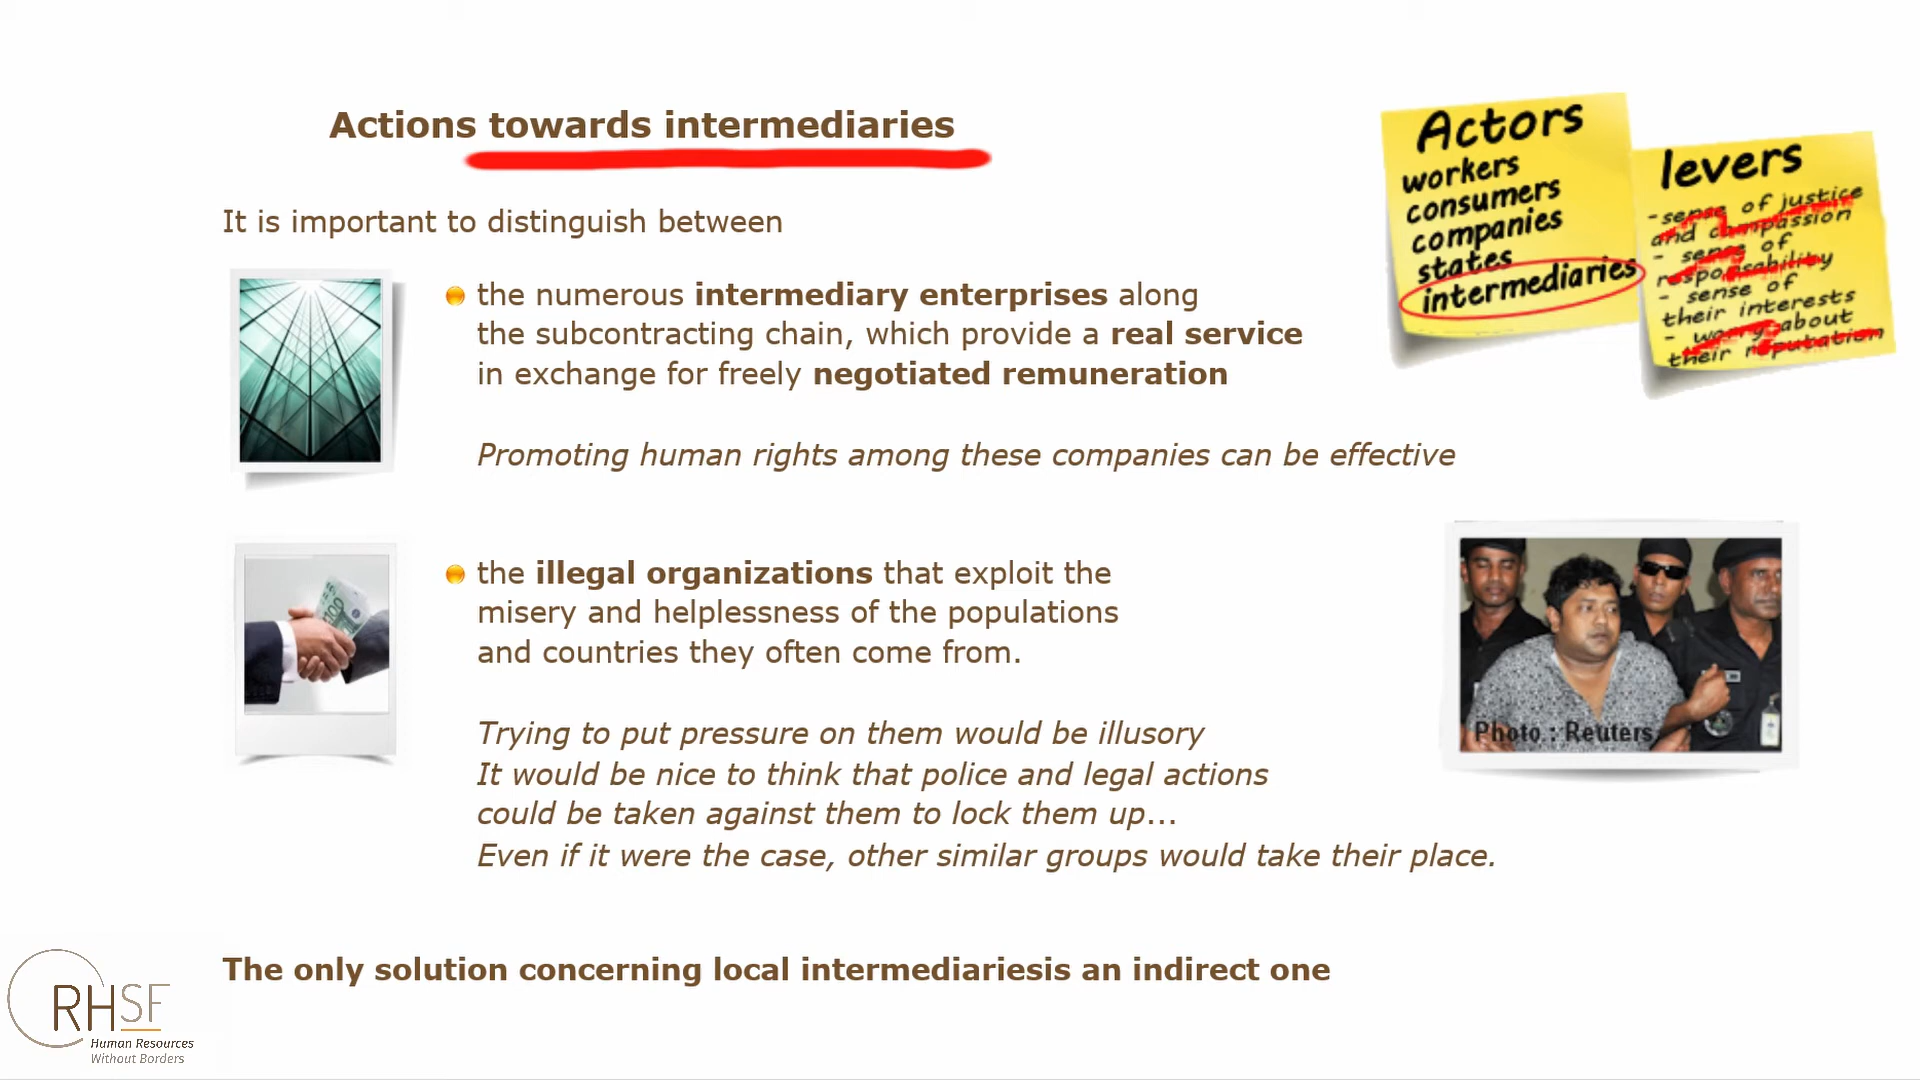 Actions towards intermediaries
Actors
workers
consumers
companies
states
intermediaries
levers
-sense of justice
and compassion
- sense of
responsability
- sense of
their interests
- worry about
their reputation
It is important to distinguish between
the numerous intermediary enterprises along
the subcontracting chain, which provide a real service
in exchange for freely negotiated remuneration
Promoting human rights among these companies can be effective
the illegal organizations that exploit the
misery and helplessness of the populations
and countries they often come from.
100
Photo : Reuters
Trying to put pressure on them would be illusory
It would be nice to think that police and legal actions
could be taken against them to lock them up...
Even if it were the case, other similar groups would take their place.
The only solution concerning local intermediariesis an indirect one
RHSF
Human Resources
Without Borders